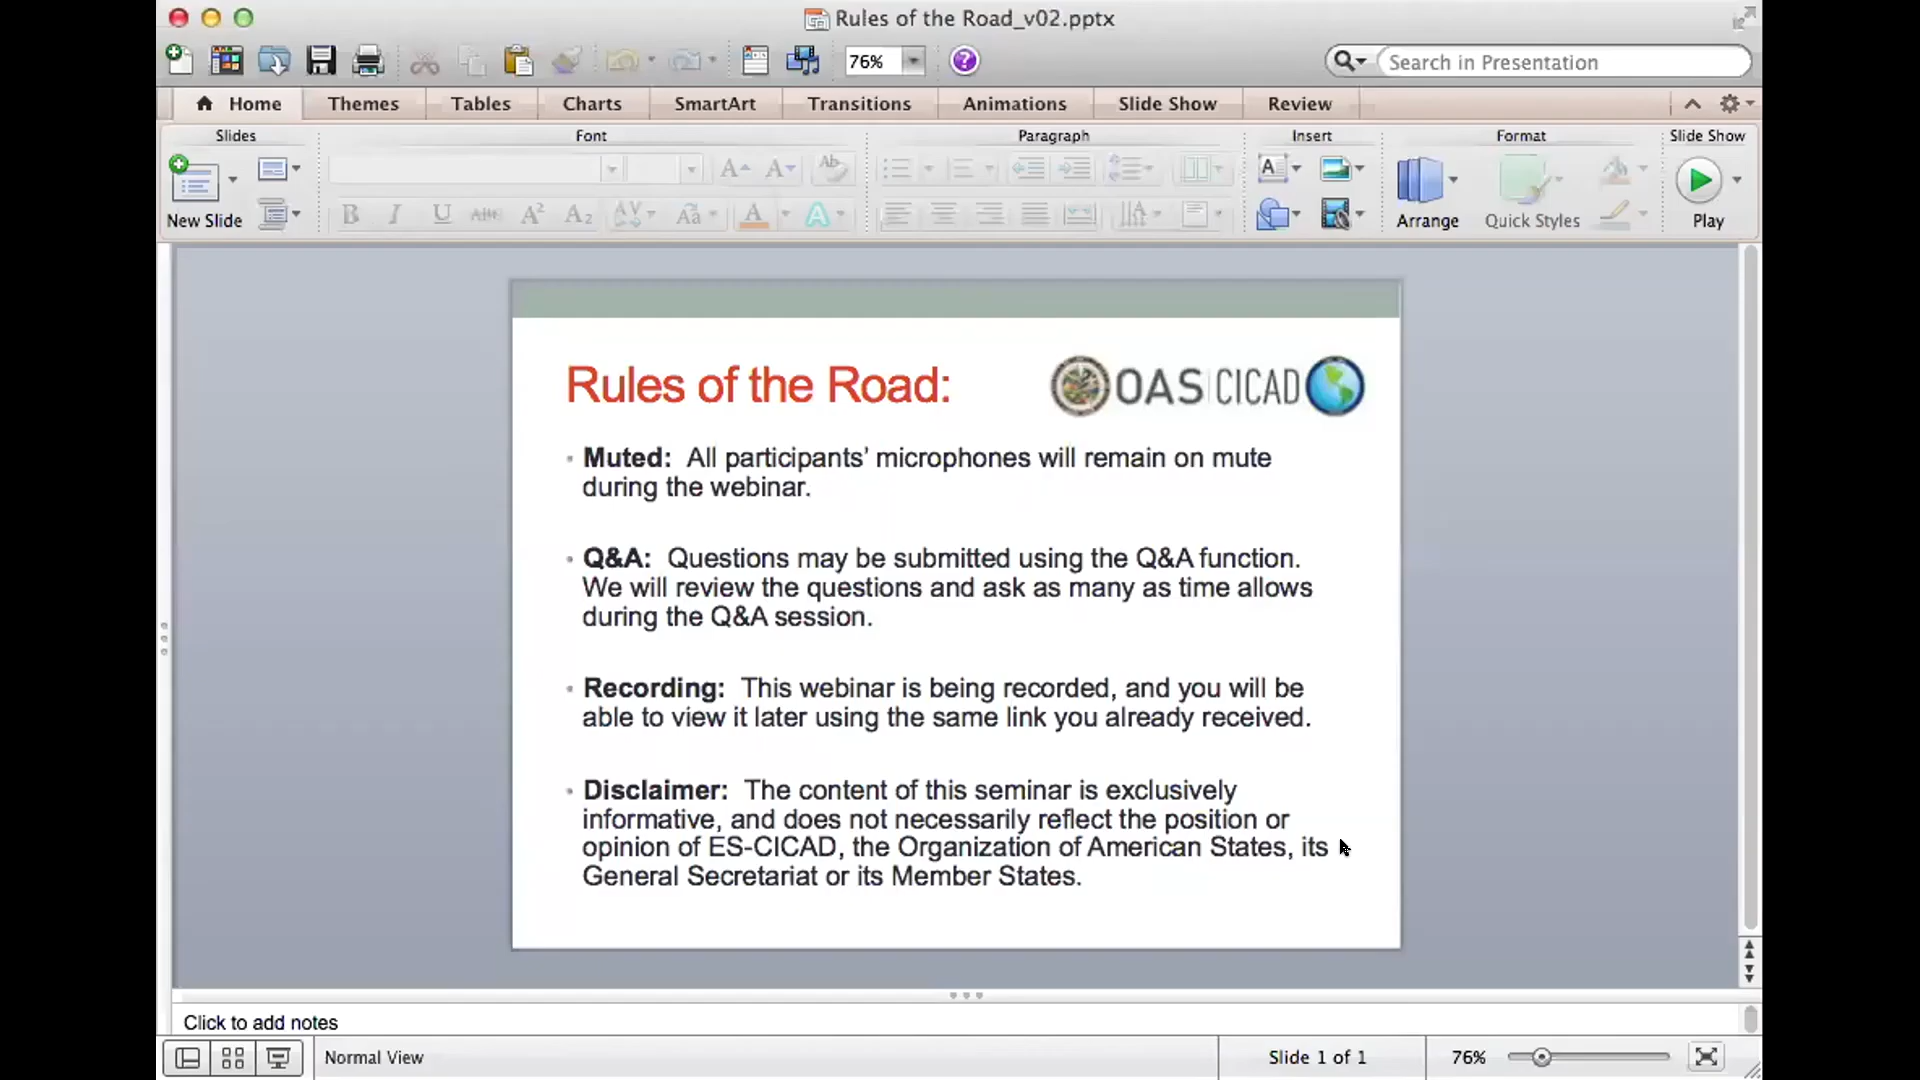 Rules of the Road_v02.pptx
76%
Search in Presentation
Home Themes Tables Charts SmartArt Transitions Animations Slide Show Review
Slides Font Paragraph Insert Format Slide Show
New Slide Arrange Quick Styles Play
Rules of the Road:
OAS CICAD
• Muted: All participants’ microphones will remain on mute
during the webinar.
• Q&A: Questions may be submitted using the Q&A function.
We will review the questions and ask as many as time allows
during the Q&A session.
• Recording: This webinar is being recorded, and you will be
able to view it later using the same link you already received.
• Disclaimer: The content of this seminar is exclusively
informative, and does not necessarily reflect the position or
opinion of ES-CICAD, the Organization of American States, its
General Secretariat or its Member States.
Click to add notes
Normal View Slide 1 of 1 76%